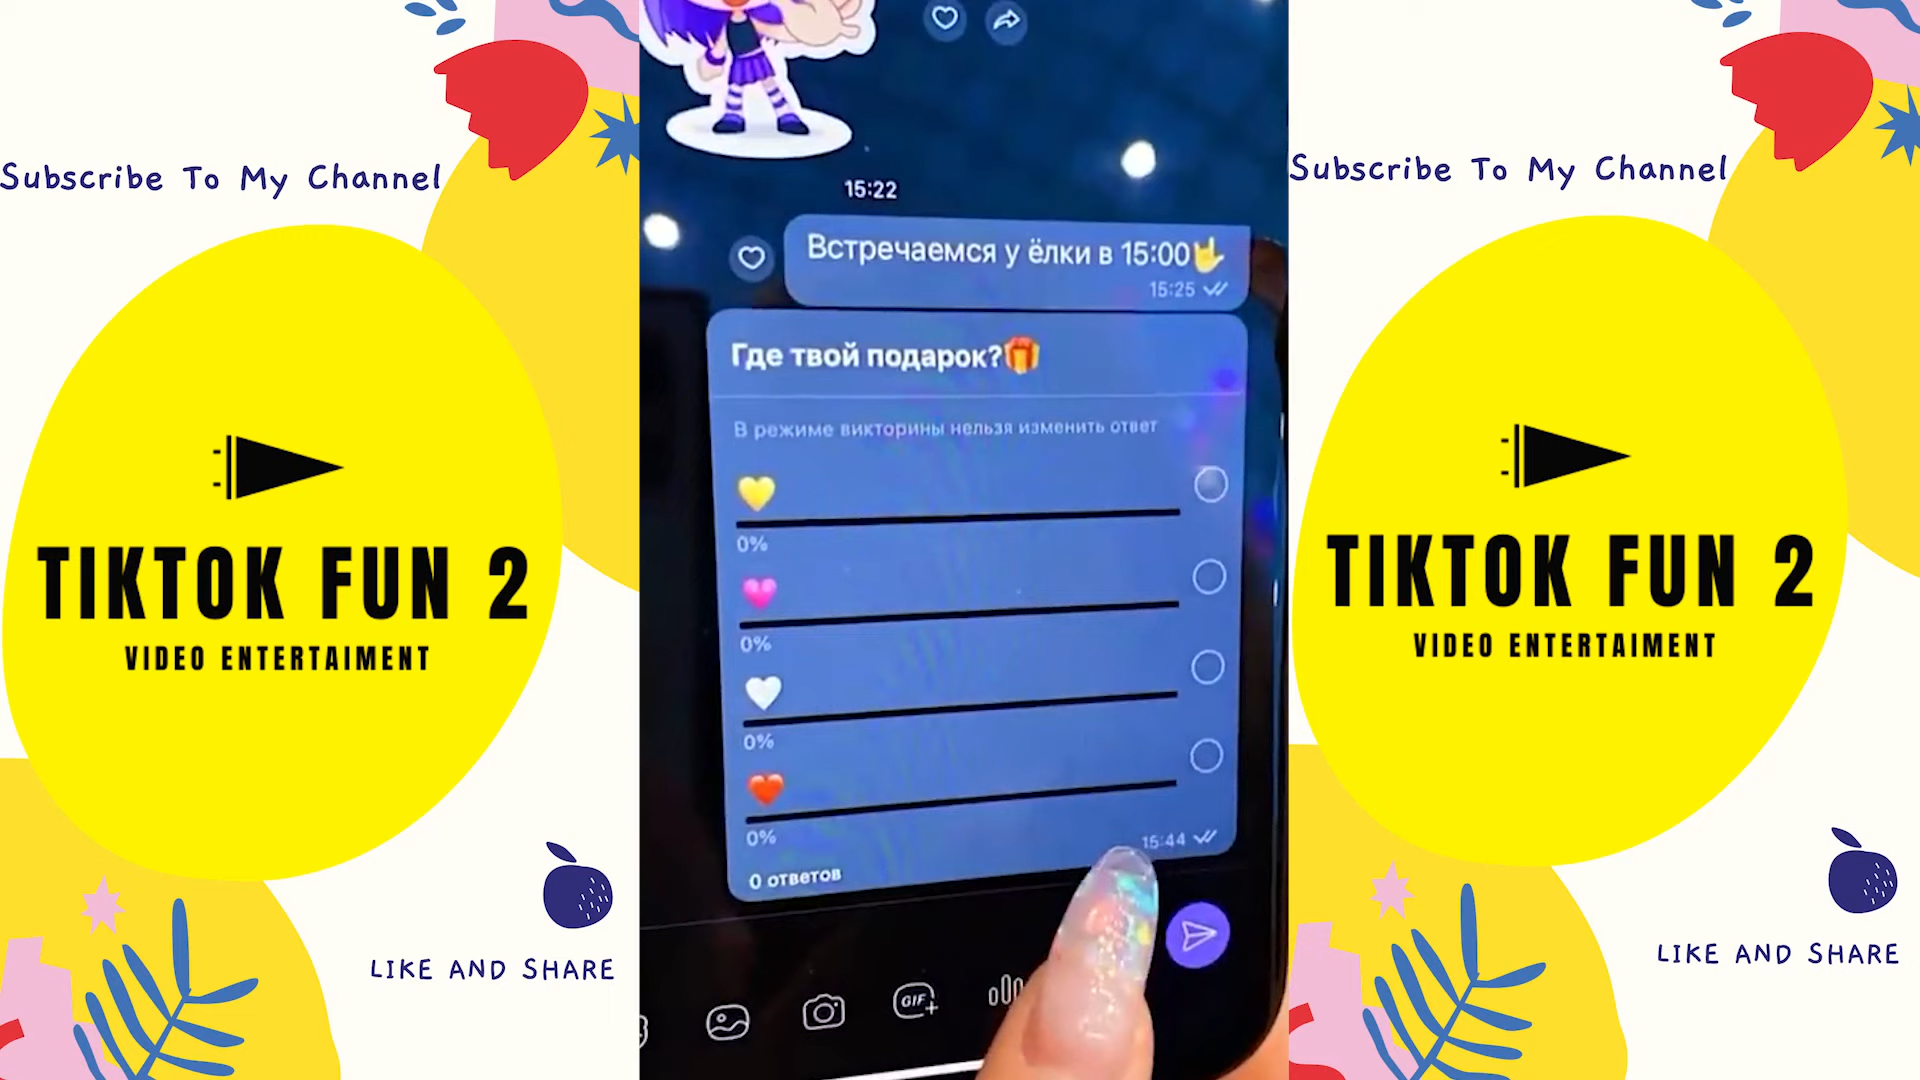 Subscribe To My Channel
TIKTOK FUN 2
VIDEO ENTERTAIMENT
LIKE AND SHARE
15:22
Встречаемся у ёлки в 15:00🤟
15:25
Где твой подарок?🎁
В режиме викторины нельзя изменить ответ
💛
0%
💗
0%
🤍
0%
❤️
0%
15:44
0 ответов
GIF+
Subscribe To My Channel
TIKTOK FUN 2
VIDEO ENTERTAIMENT
LIKE AND SHARE